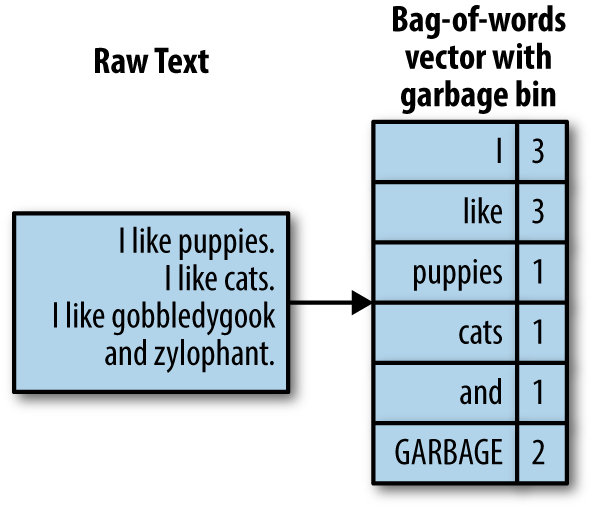 Raw Text
I like puppies.
I like cats.
I like gobbledygook
and zylophant.
Bag-of-words
vector with
garbage bin
I 3
like 3
puppies 1
cats 1
and 1
GARBAGE 2